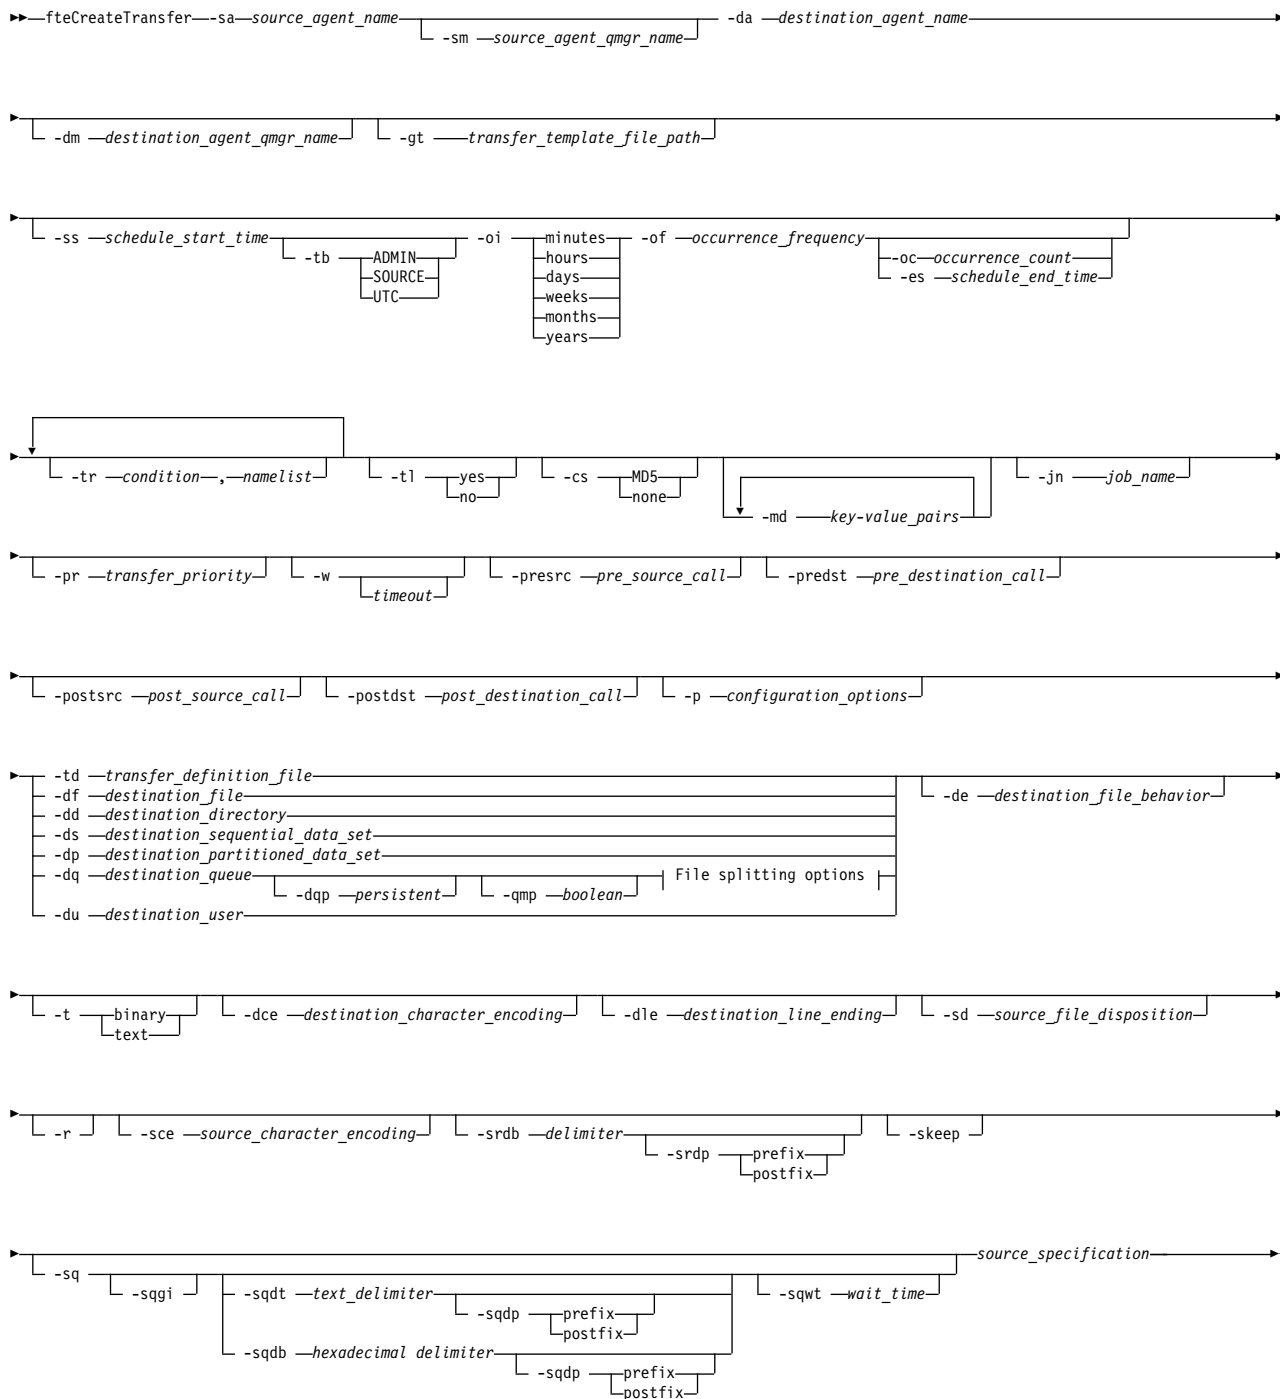 fteCreateTransfer -sa source_agent_name -da destination_agent_name
-sm source_agent_qmgr_name
-dm destination_agent_qmgr_name -gt transfer_template_file_path
-ss schedule_start_time -oi minutes -of occurrence_frequency
-tb ADMIN hours -oc occurrence_count
SOURCE days -es schedule_end_time
UTC weeks
months
years
-tr condition , namelist -tl yes -cs MD5 -jn job_name
no none
-md key-value_pairs
-pr transfer_priority -w -presrc pre_source_call -predst pre_destination_call
timeout
-postsrc post_source_call -postdst post_destination_call -p configuration_options
-td transfer_definition_file
-df destination_file -de destination_file_behavior
-dd destination_directory
-ds destination_sequential_data_set
-dp destination_partitioned_data_set
-dq destination_queue File splitting options
-dqp persistent -qmp boolean
-du destination_user
-t binary -dce destination_character_encoding -dle destination_line_ending -sd source_file_disposition
text
-r -sce source_character_encoding -srdb delimiter -skeep
-srdp prefix
postfix
source_specification
-sq
-sqgi -sqdt text_delimiter -sqwt wait_time
-sqdp prefix
postfix
-sqdb hexadecimal delimiter
-sqdp prefix
postfix